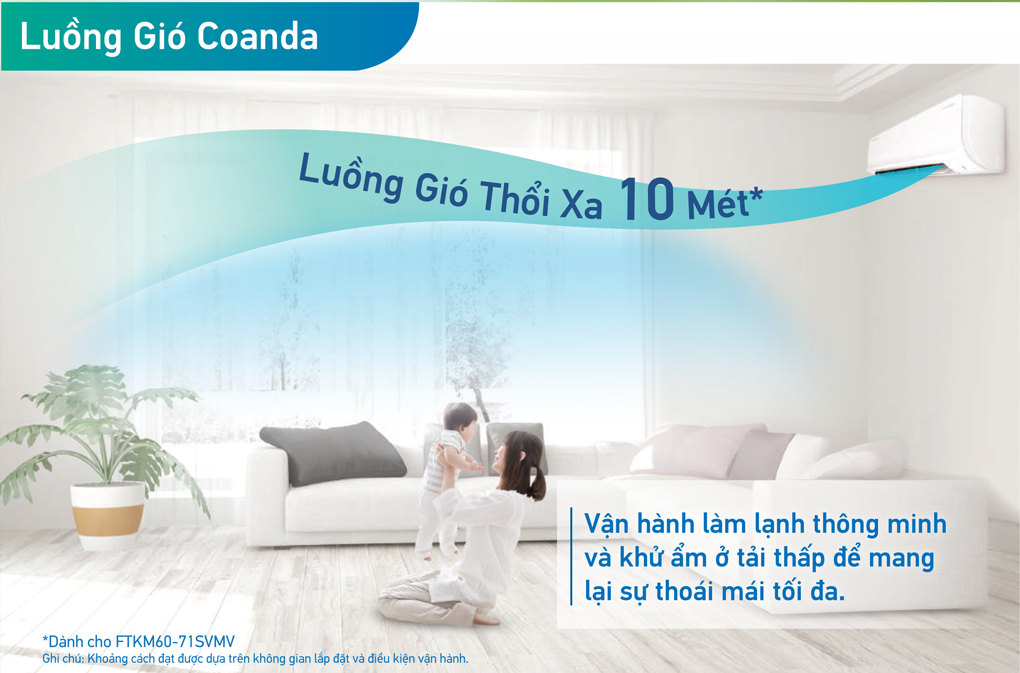 Luồng Gió Coanda
Luồng Gió Thổi Xa 10 Mét*
Vận hành làm lạnh thông minh
và khử ẩm ở tải thấp để mang
lại sự thoái mái tối đa.
*Dành cho FTKM60-71SVMV
Ghi chú: Khoảng cách đạt được dựa trên không gian lắp đặt và điều kiện vận hành.